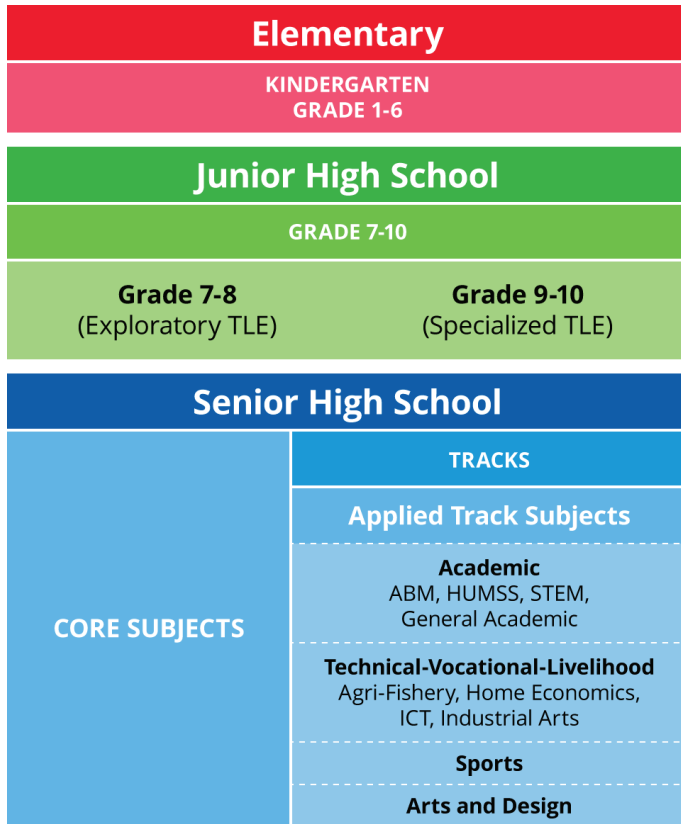 Elementary
KINDERGARTEN
GRADE 1-6
Junior High School
GRADE 7-10
Grade 7-8
(Exploratory TLE)
Grade 9-10
(Specialized TLE)
Senior High School
CORE SUBJECTS
TRACKS
Applied Track Subjects
Academic
ABM, HUMSS, STEM,
General Academic
Technical-Vocational-Livelihood
Agri-Fishery, Home Economics,
ICT, Industrial Arts
Sports
Arts and Design